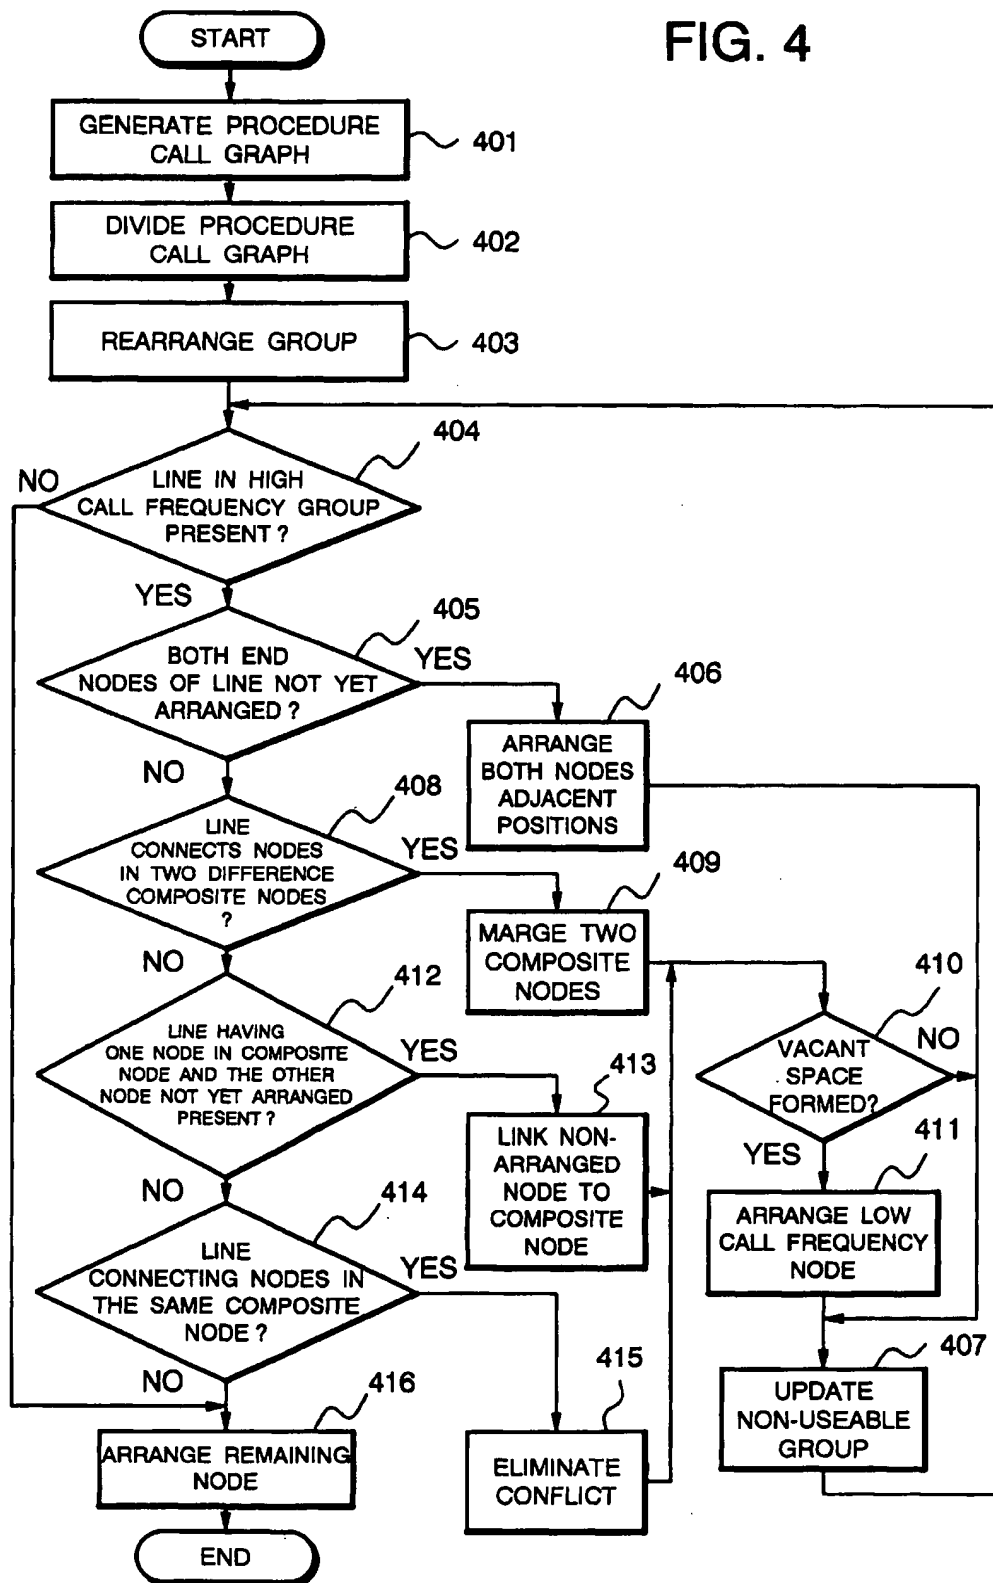 FIG. 4
START
GENERATE PROCEDURE
CALL GRAPH
401
DIVIDE PROCEDURE
CALL GRAPH
402
REARRANGE GROUP
403
404
NO
LINE IN HIGH
CALL FREQUENCY GROUP
PRESENT?
YES
405
BOTH END
NODES OF LINE NOT YET
ARRANGED?
YES
406
ARRANGE
BOTH NODES
ADJACENT
POSITIONS
NO
408
LINE
CONNECTS NODES
IN TWO DIFFERENCE
COMPOSITE NODES
?
YES
409
MARGE TWO
COMPOSITE
NODES
NO
412
410
LINE HAVING
ONE NODE IN COMPOSITE
NODE AND THE OTHER
NODE NOT YET ARRANGED
PRESENT?
YES
413
VACANT
SPACE
FORMED?
NO
LINK NON-
ARRANGED
NODE TO
COMPOSITE
NODE
YES
411
ARRANGE LOW
CALL FREQUENCY
NODE
NO
414
LINE
CONNECTING NODES IN
THE SAME COMPOSITE
NODE?
YES
415
ELIMINATE
CONFLICT
407
UPDATE
NON-USEABLE
GROUP
NO
416
ARRANGE REMAINING
NODE
END